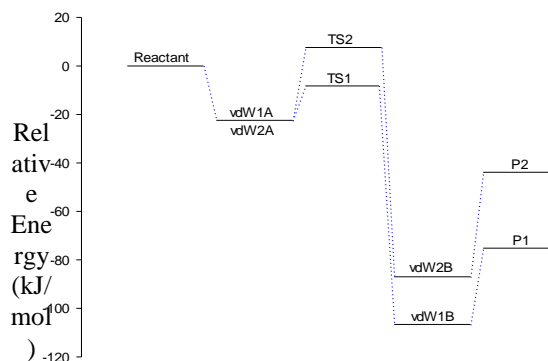 20
0
-20
-40
-60
-80
-100
-120
Rel
ativ-
e
Ene
rgy
(kJ/
mol
)
Reactant
vdW1A
vdW2A
TS2
TS1
vdW2B
vdW1B
P2
P1